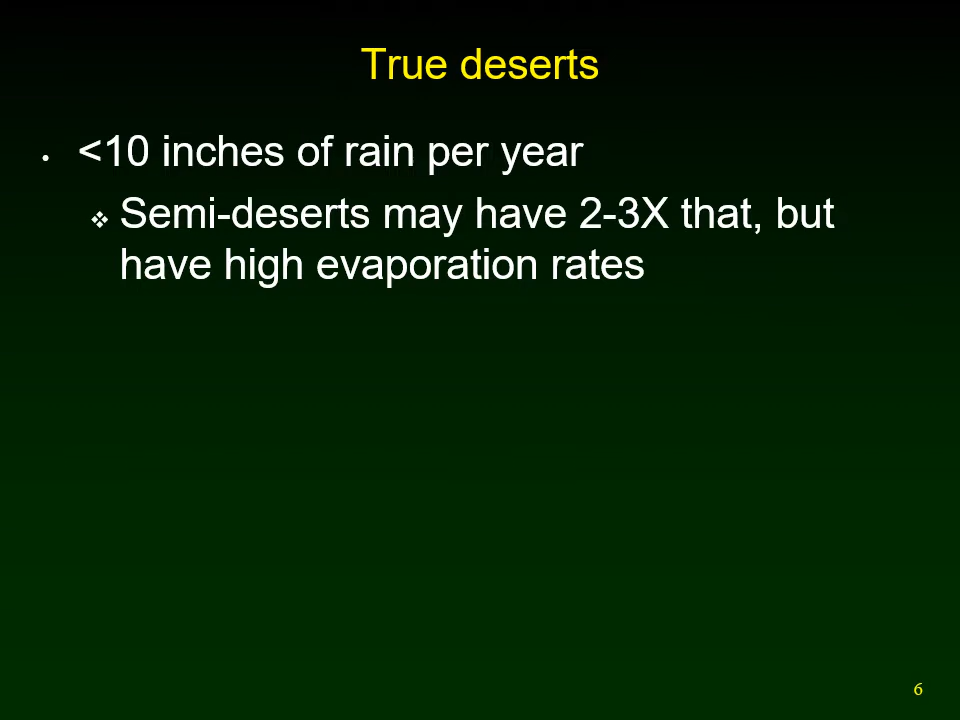 True deserts
• <10 inches of rain per year
❖ Semi-deserts may have 2-3X that, but
have high evaporation rates
6